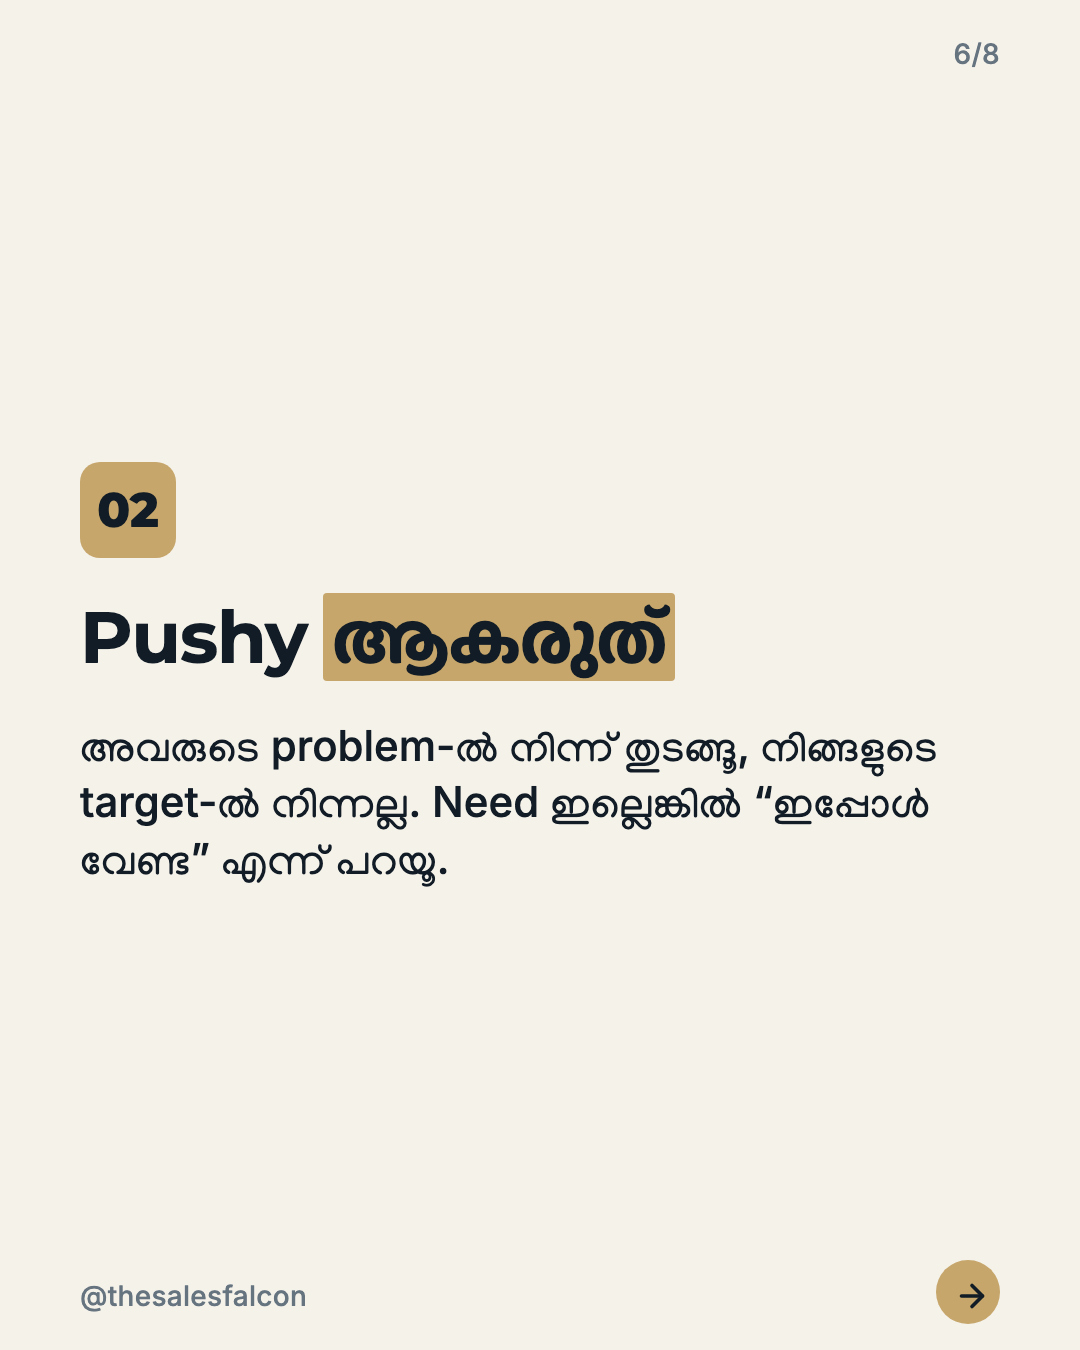 6/8
02
Pushy ആകരുത്
അവരുടെ problem-ൽ നിന്ന് തുടങ്ങൂ, നിങ്ങളുടെ
target-ൽ നിന്നല്ല. Need ഇല്ലെങ്കിൽ “ഇപ്പോൾ
വേണ്ട” എന്ന് പറയൂ.
@thesalesfalcon